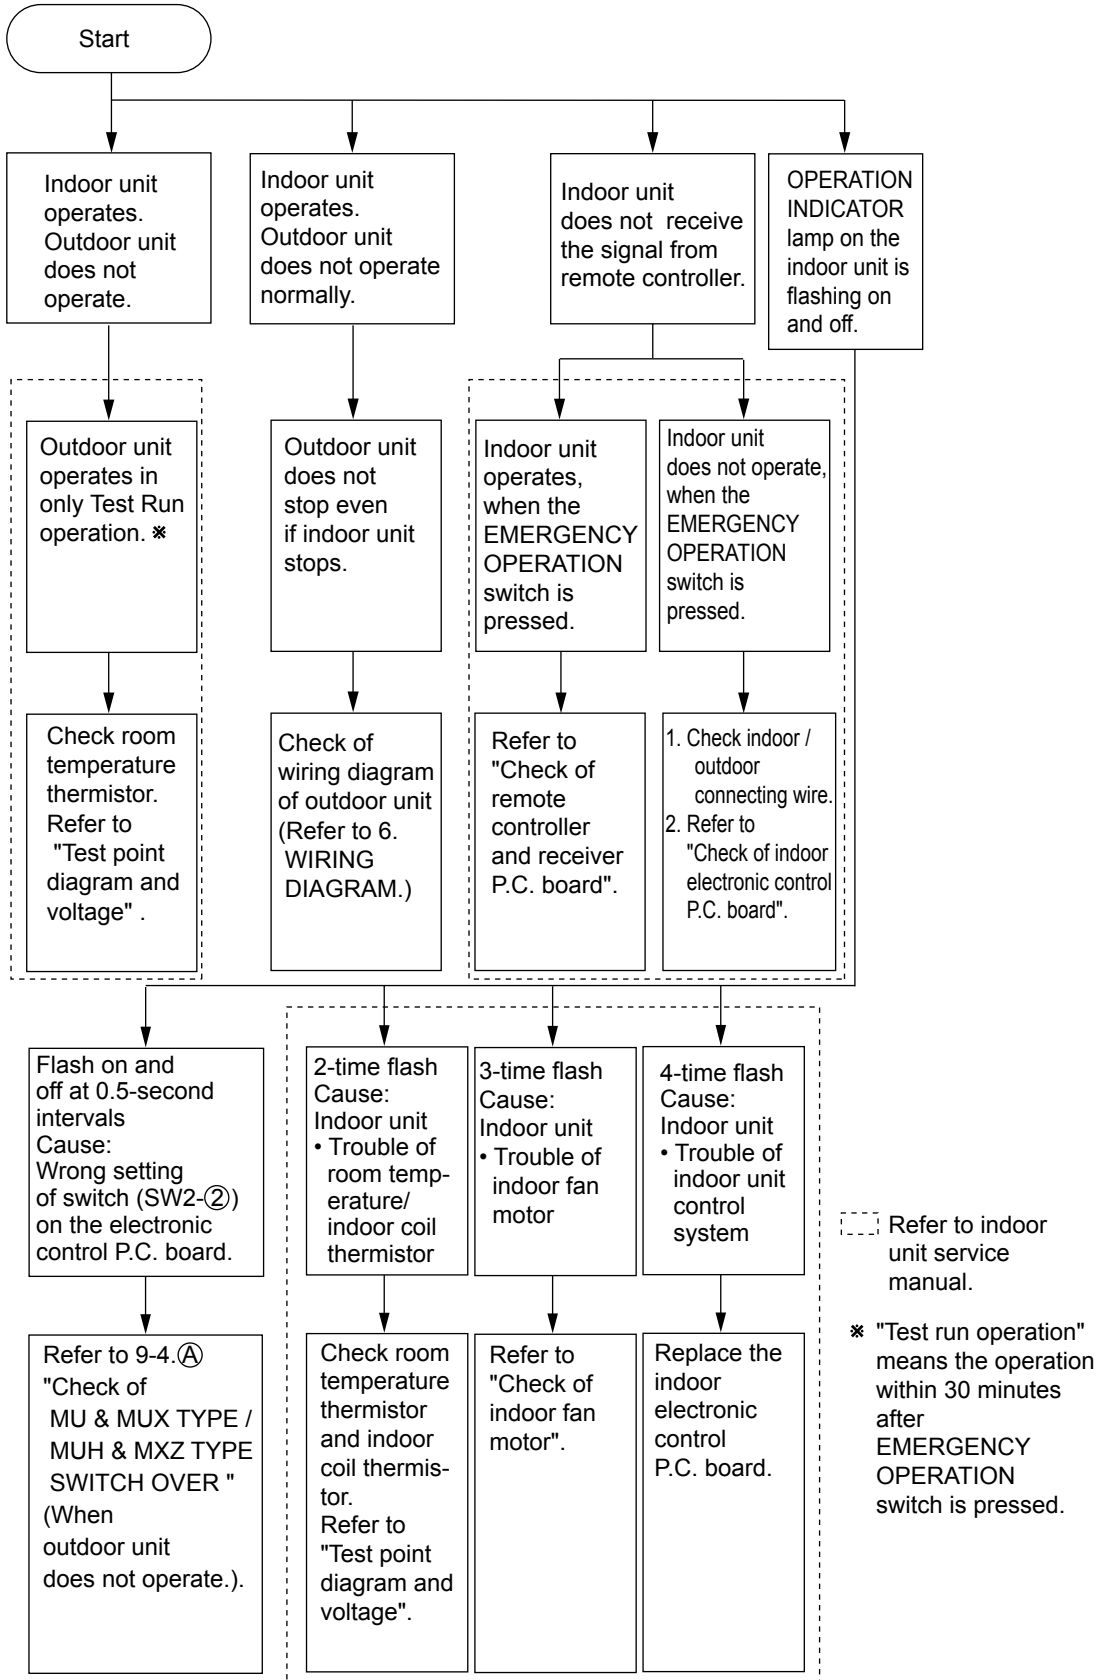 Start
Indoor unit
operates.
Outdoor unit
does not
operate.
Indoor unit
operates.
Outdoor unit
does not operate
normally.
Indoor unit
does not receive
the signal from
remote controller.
OPERATION
INDICATOR
lamp on the
indoor unit is
flashing on
and off.
Outdoor unit
operates in
only Test Run
operation. ※
Outdoor unit
does not
stop even
if indoor unit
stops.
Indoor unit
operates,
when the
EMERGENCY
OPERATION
switch is
pressed.
Indoor unit
does not operate,
when the
EMERGENCY
OPERATION
switch is
pressed.
Check room
temperature
thermistor.
Refer to
"Test point
diagram and
voltage" .
Check of
wiring diagram
of outdoor unit
(Refer to 6.
WIRING
DIAGRAM.)
Refer to
"Check of
remote
controller
and receiver
P.C. board".
1. Check indoor /
outdoor
connecting wire.
2. Refer to
"Check of indoor
electronic control
P.C. board".
Flash on and
off at 0.5-second
intervals
Cause:
Wrong setting
of switch (SW2-②)
on the electronic
control P.C. board.
2-time flash
Cause:
Indoor unit
• Trouble of
room temp-
erature/
indoor coil
thermistor
3-time flash
Cause:
Indoor unit
• Trouble of
indoor fan
motor
4-time flash
Cause:
Indoor unit
• Trouble of
indoor unit
control
system
Refer to 9-4.Ⓐ
"Check of
MU & MUX TYPE /
MUH & MXZ TYPE
SWITCH OVER "
(When
outdoor unit
does not operate.).
Check room
temperature
thermistor
and indoor
coil thermis-
tor.
Refer to
"Test point
diagram and
voltage".
Refer to
"Check of
indoor fan
motor".
Replace the
indoor
electronic
control
P.C. board.
Refer to indoor
unit service
manual.
※ "Test run operation"
means the operation
within 30 minutes
after
EMERGENCY
OPERATION
switch is pressed.